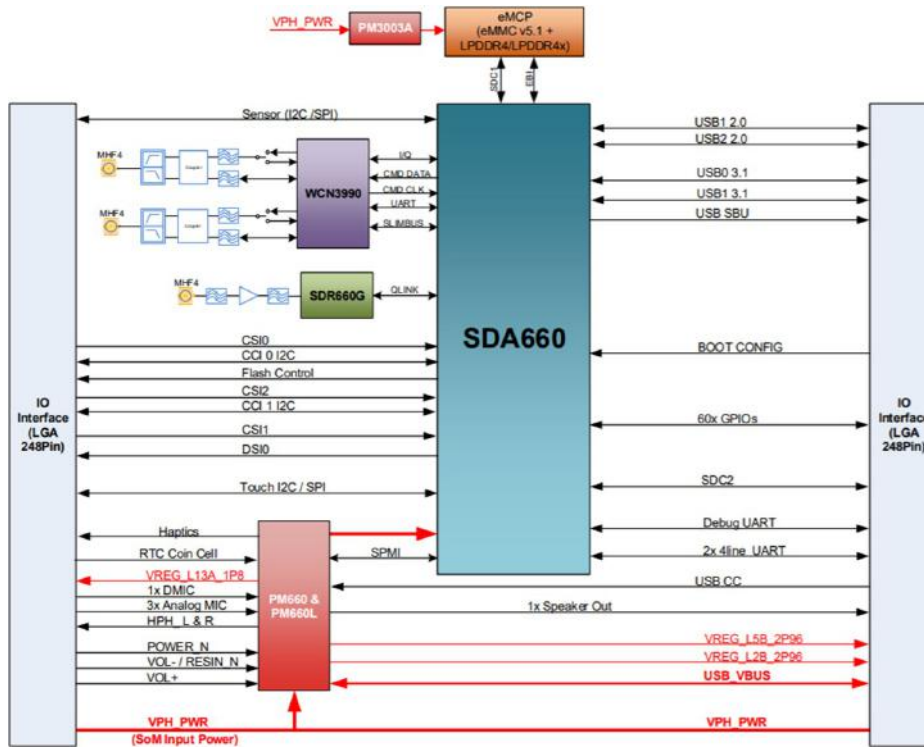 VPH_PWR
PM3003A
eMCP
(eMMC v5.1 +
LPDDR4/LPDDR4x)
SDC1
EBI
Sensor (I2C /SPI)
MHF4
MHF4
WCN3990
I/Q
CMD DATA
CMD CLK
UART
SLIMBUS
MHF4
SDR660G
QLINK
SDA660
IO
Interface
(LGA
248Pin)
CSI0
CCI 0 I2C
Flash Control
CSI2
CCI 1 I2C
CSI1
DSI0
Touch I2C / SPI
Haptics
RTC Coin Cell
VREG_L13A_1P8
1x DMIC
3x Analog MIC
HPH_L & R
POWER_N
VOL- / RESIN_N
VOL+
PM660 &
PM660L
SPMI
VPH_PWR
(SoM Input Power)
USB1 2.0
USB2 2.0
USB0 3.1
USB1 3.1
USB SBU
BOOT CONFIG
60x GPIOs
SDC2
Debug UART
2x 4line UART
USB CC
1x Speaker Out
VREG_L5B_2P96
VREG_L2B_2P96
USB_VBUS
VPH_PWR
IO
Interface
(LGA
248Pin)